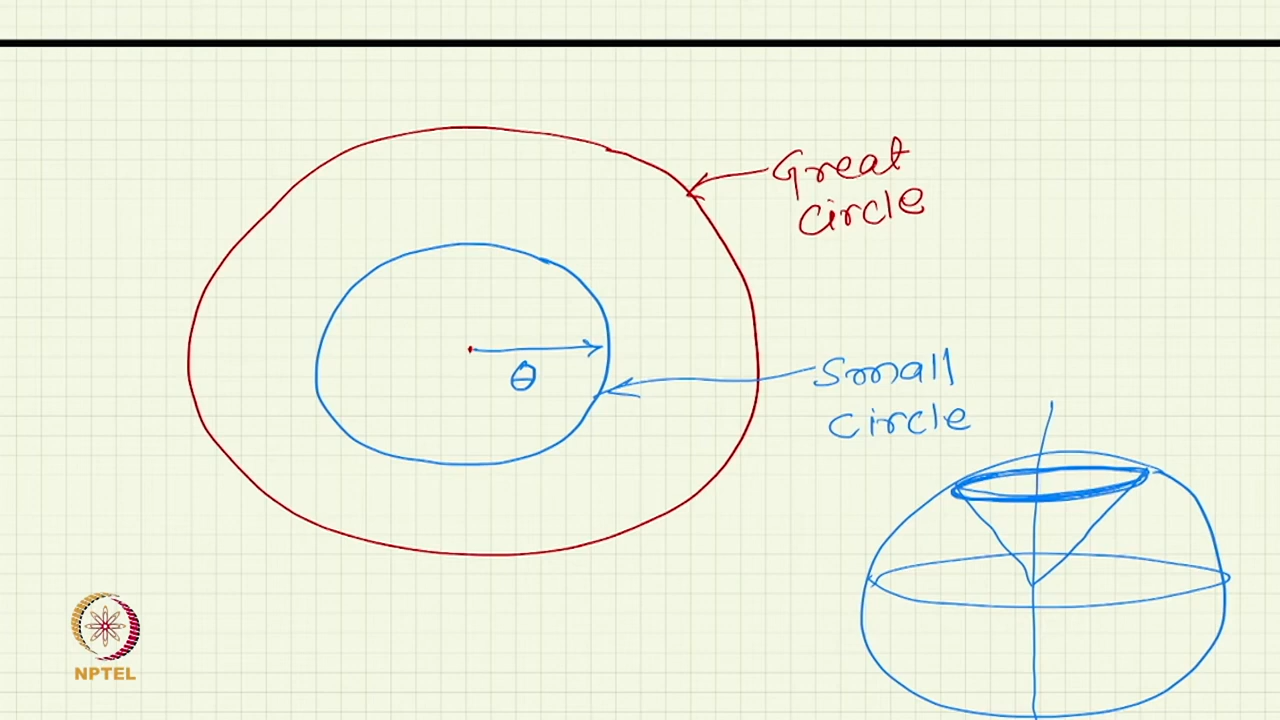 Great
circle
θ
Small
circle
NPTEL